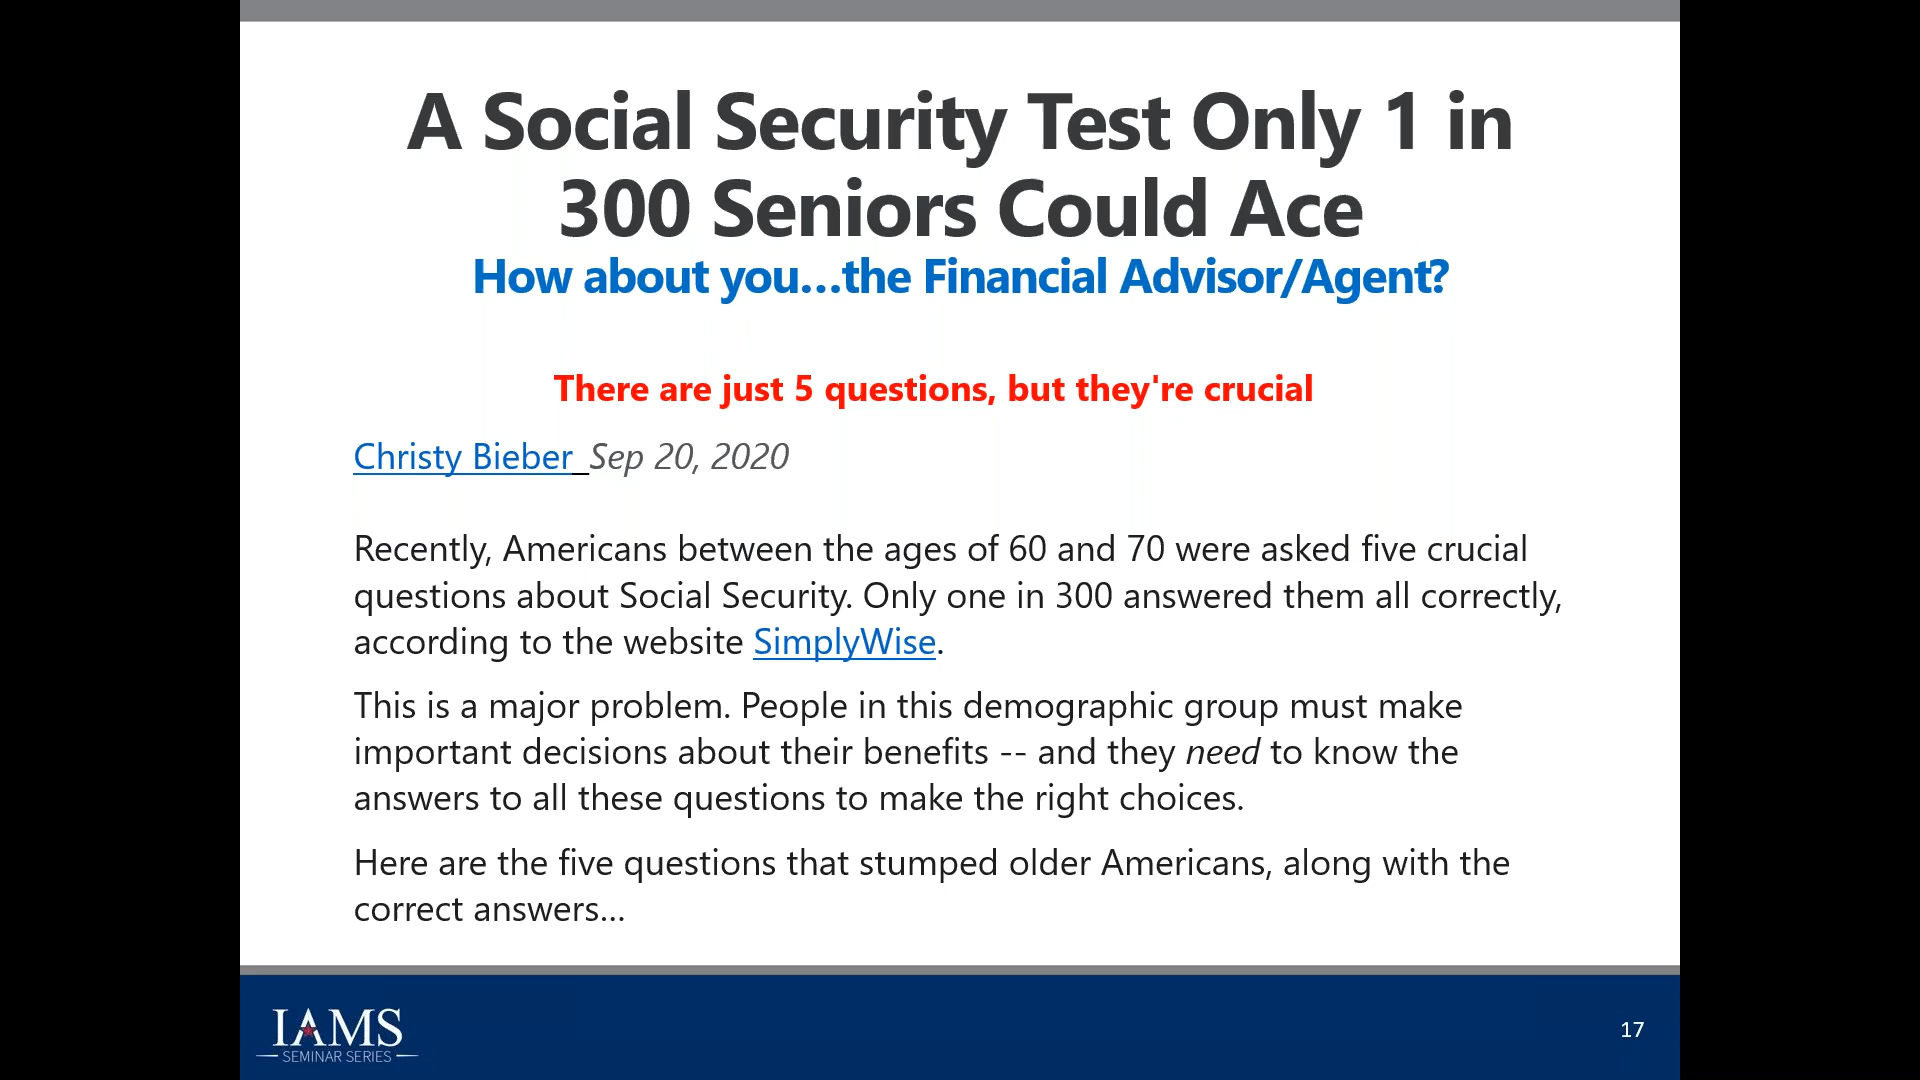 A Social Security Test Only 1 in
300 Seniors Could Ace
How about you...the Financial Advisor/Agent?
There are just 5 questions, but they're crucial
Christy Bieber Sep 20, 2020
Recently, Americans between the ages of 60 and 70 were asked five crucial
questions about Social Security. Only one in 300 answered them all correctly,
according to the website SimplyWise.
This is a major problem. People in this demographic group must make
important decisions about their benefits -- and they need to know the
answers to all these questions to make the right choices.
Here are the five questions that stumped older Americans, along with the
correct answers...
IAMS
SEMINAR SERIES
17